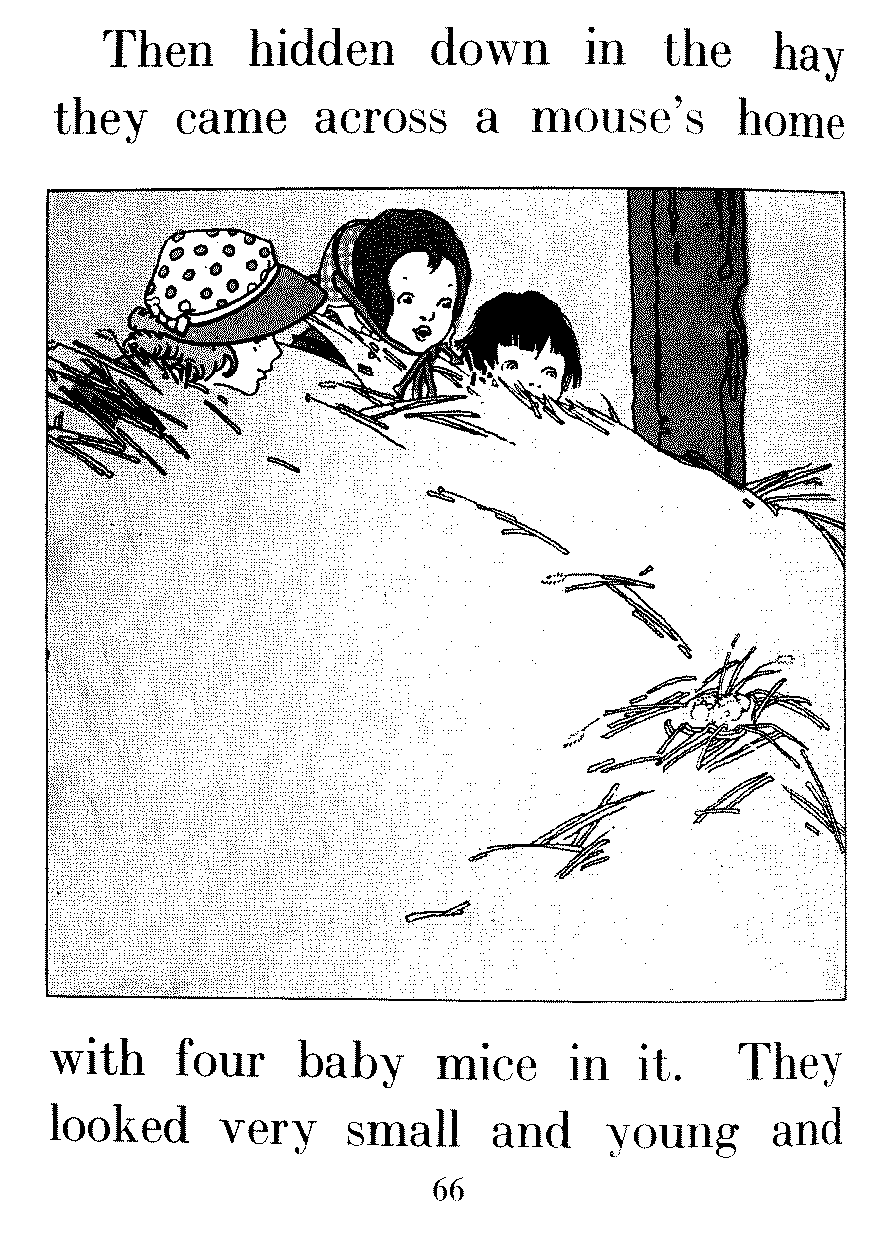 Then hidden down in the hay
they came across a mouse's home
with four baby mice in it. They
looked very small and young and
66